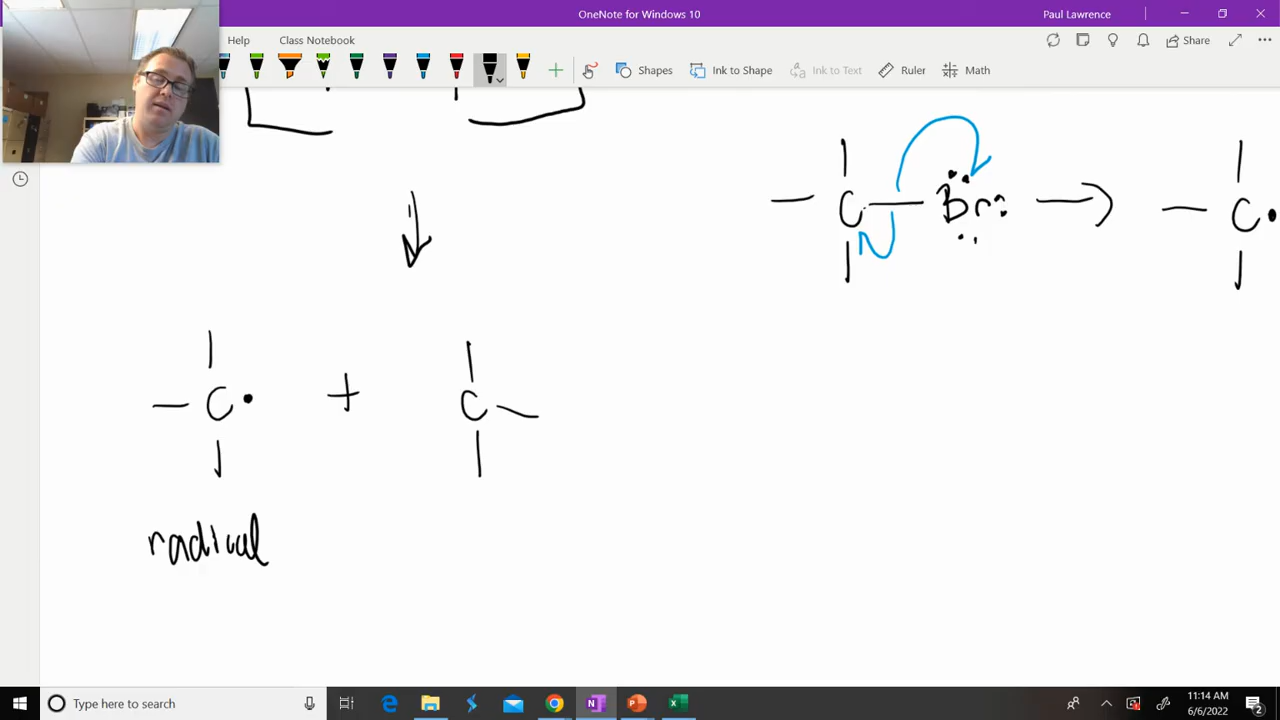 OneNote for Windows 10
Paul Lawrence
Help Class Notebook
Share
Shapes Ink to Shape Ink to Text Ruler Math
C Br: C•
C• + C
radical
Type here to search
11:14 AM
6/6/2022
2